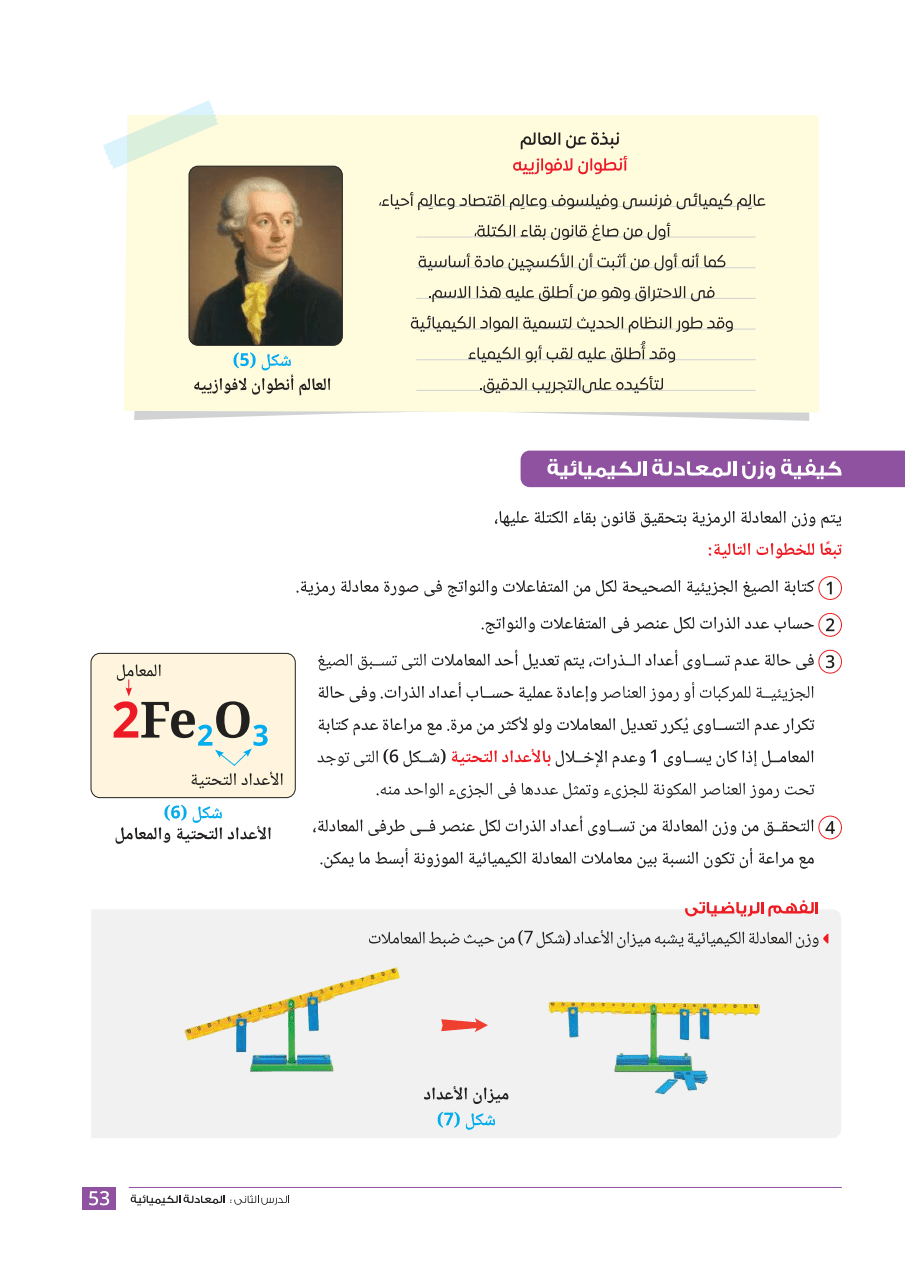 نبذة عن العالم
أنطوان لافوازييه
عالِم كيميائى فرنسى وفيلسوف وعالِم اقتصاد وعالِم أحياء،
أول من صاغ قانون بقاء الكتلة،
كما أنه أول من أثبت أن الأكسچين مادة أساسية
فى الاحتراق وهو من أطلق عليه هذا الاسم.
وقد طور النظام الحديث لتسمية المواد الكيميائية
وقد أُطلق عليه لقب أبو الكيمياء
لتأكيده على التجريب الدقيق.
شكل (5)
العالم أنطوان لافوازييه
كيفية وزن المعادلة الكيميائية
يتم وزن المعادلة الرمزية بتحقيق قانون بقاء الكتلة عليها،
تبعًا للخطوات التالية:
1 كتابة الصيغ الجزيئية الصحيحة لكل من المتفاعلات والنواتج فى صورة معادلة رمزية.
2 حساب عدد الذرات لكل عنصر فى المتفاعلات والنواتج.
3 فى حالة عدم تساوى أعداد الذرات، يتم تعديل أحد المعاملات التى تسبق الصيغ
الجزيئية للمركبات أو رموز العناصر وإعادة عملية حساب أعداد الذرات. وفى حالة
تكرار عدم التساوى يُكرر تعديل المعاملات ولو لأكثر من مرة. مع مراعاة عدم كتابة
المعامل إذا كان يساوى 1 وعدم الإخلال بالأعداد التحتية (شكل 6) التى توجد
تحت رموز العناصر المكونة للجزىء وتمثل عددها فى الجزىء الواحد منه.
المعامل
2Fe₂O₃
الأعداد التحتية
شكل (6)
الأعداد التحتية والمعامل
4 التحقق من وزن المعادلة من تساوى أعداد الذرات لكل عنصر فى طرفى المعادلة،
مع مراعة أن تكون النسبة بين معاملات المعادلة الكيميائية الموزونة أبسط ما يمكن.
الفهم الرياضياتى
وزن المعادلة الكيميائية يشبه ميزان الأعداد (شكل 7) من حيث ضبط المعاملات
ميزان الأعداد
شكل (7)
الدرس الثانى : المعادلة الكيميائية
53